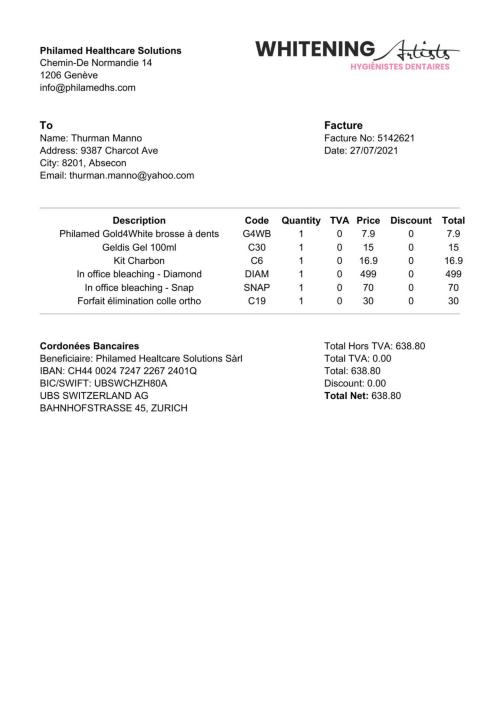 Philamed Healthcare Solutions
Chemin-De Normandie 14
1206 Genève
info@philamedhs.com
WHITENING Artists
HYGIÉNISTES DENTAIRES
To
Name: Thurman Manno
Address: 9387 Charcot Ave
City: 8201, Absecon
Email: thurman.manno@yahoo.com
Facture
Facture No: 5142621
Date: 27/07/2021
Description Code Quantity TVA Price Discount Total
Philamed Gold4White brosse à dents G4WB 1 0 7.9 0 7.9
Geldis Gel 100ml C30 1 0 15 0 15
Kit Charbon C6 1 0 16.9 0 16.9
In office bleaching - Diamond DIAM 1 0 499 0 499
In office bleaching - Snap SNAP 1 0 70 0 70
Forfait élimination colle ortho C19 1 0 30 0 30
Cordonées Bancaires
Beneficiaire: Philamed Healtcare Solutions Sàrl
IBAN: CH44 0024 7247 2267 2401Q
BIC/SWIFT: UBSWCHZH80A
UBS SWITZERLAND AG
BAHNHOFSTRASSE 45, ZURICH
Total Hors TVA: 638.80
Total TVA: 0.00
Total: 638.80
Discount: 0.00
Total Net: 638.80